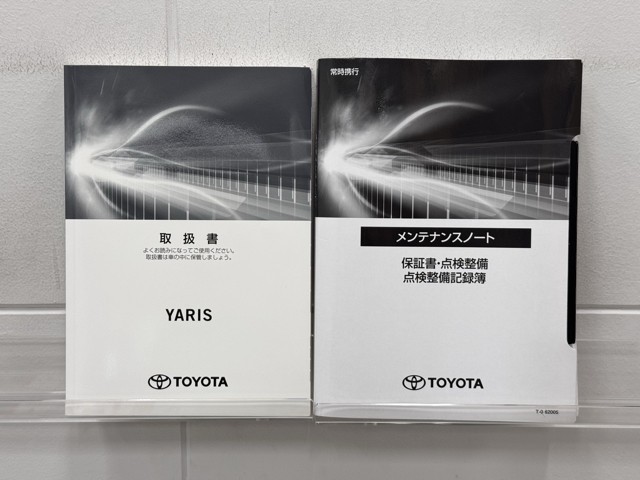 取扱書
よくお読みになってご使用ください。
取扱書は車の中に保管しましょう。
YARIS
TOYOTA
常時携行
メンテナンスノート
保証書・点検整備
点検整備記録簿
TOYOTA